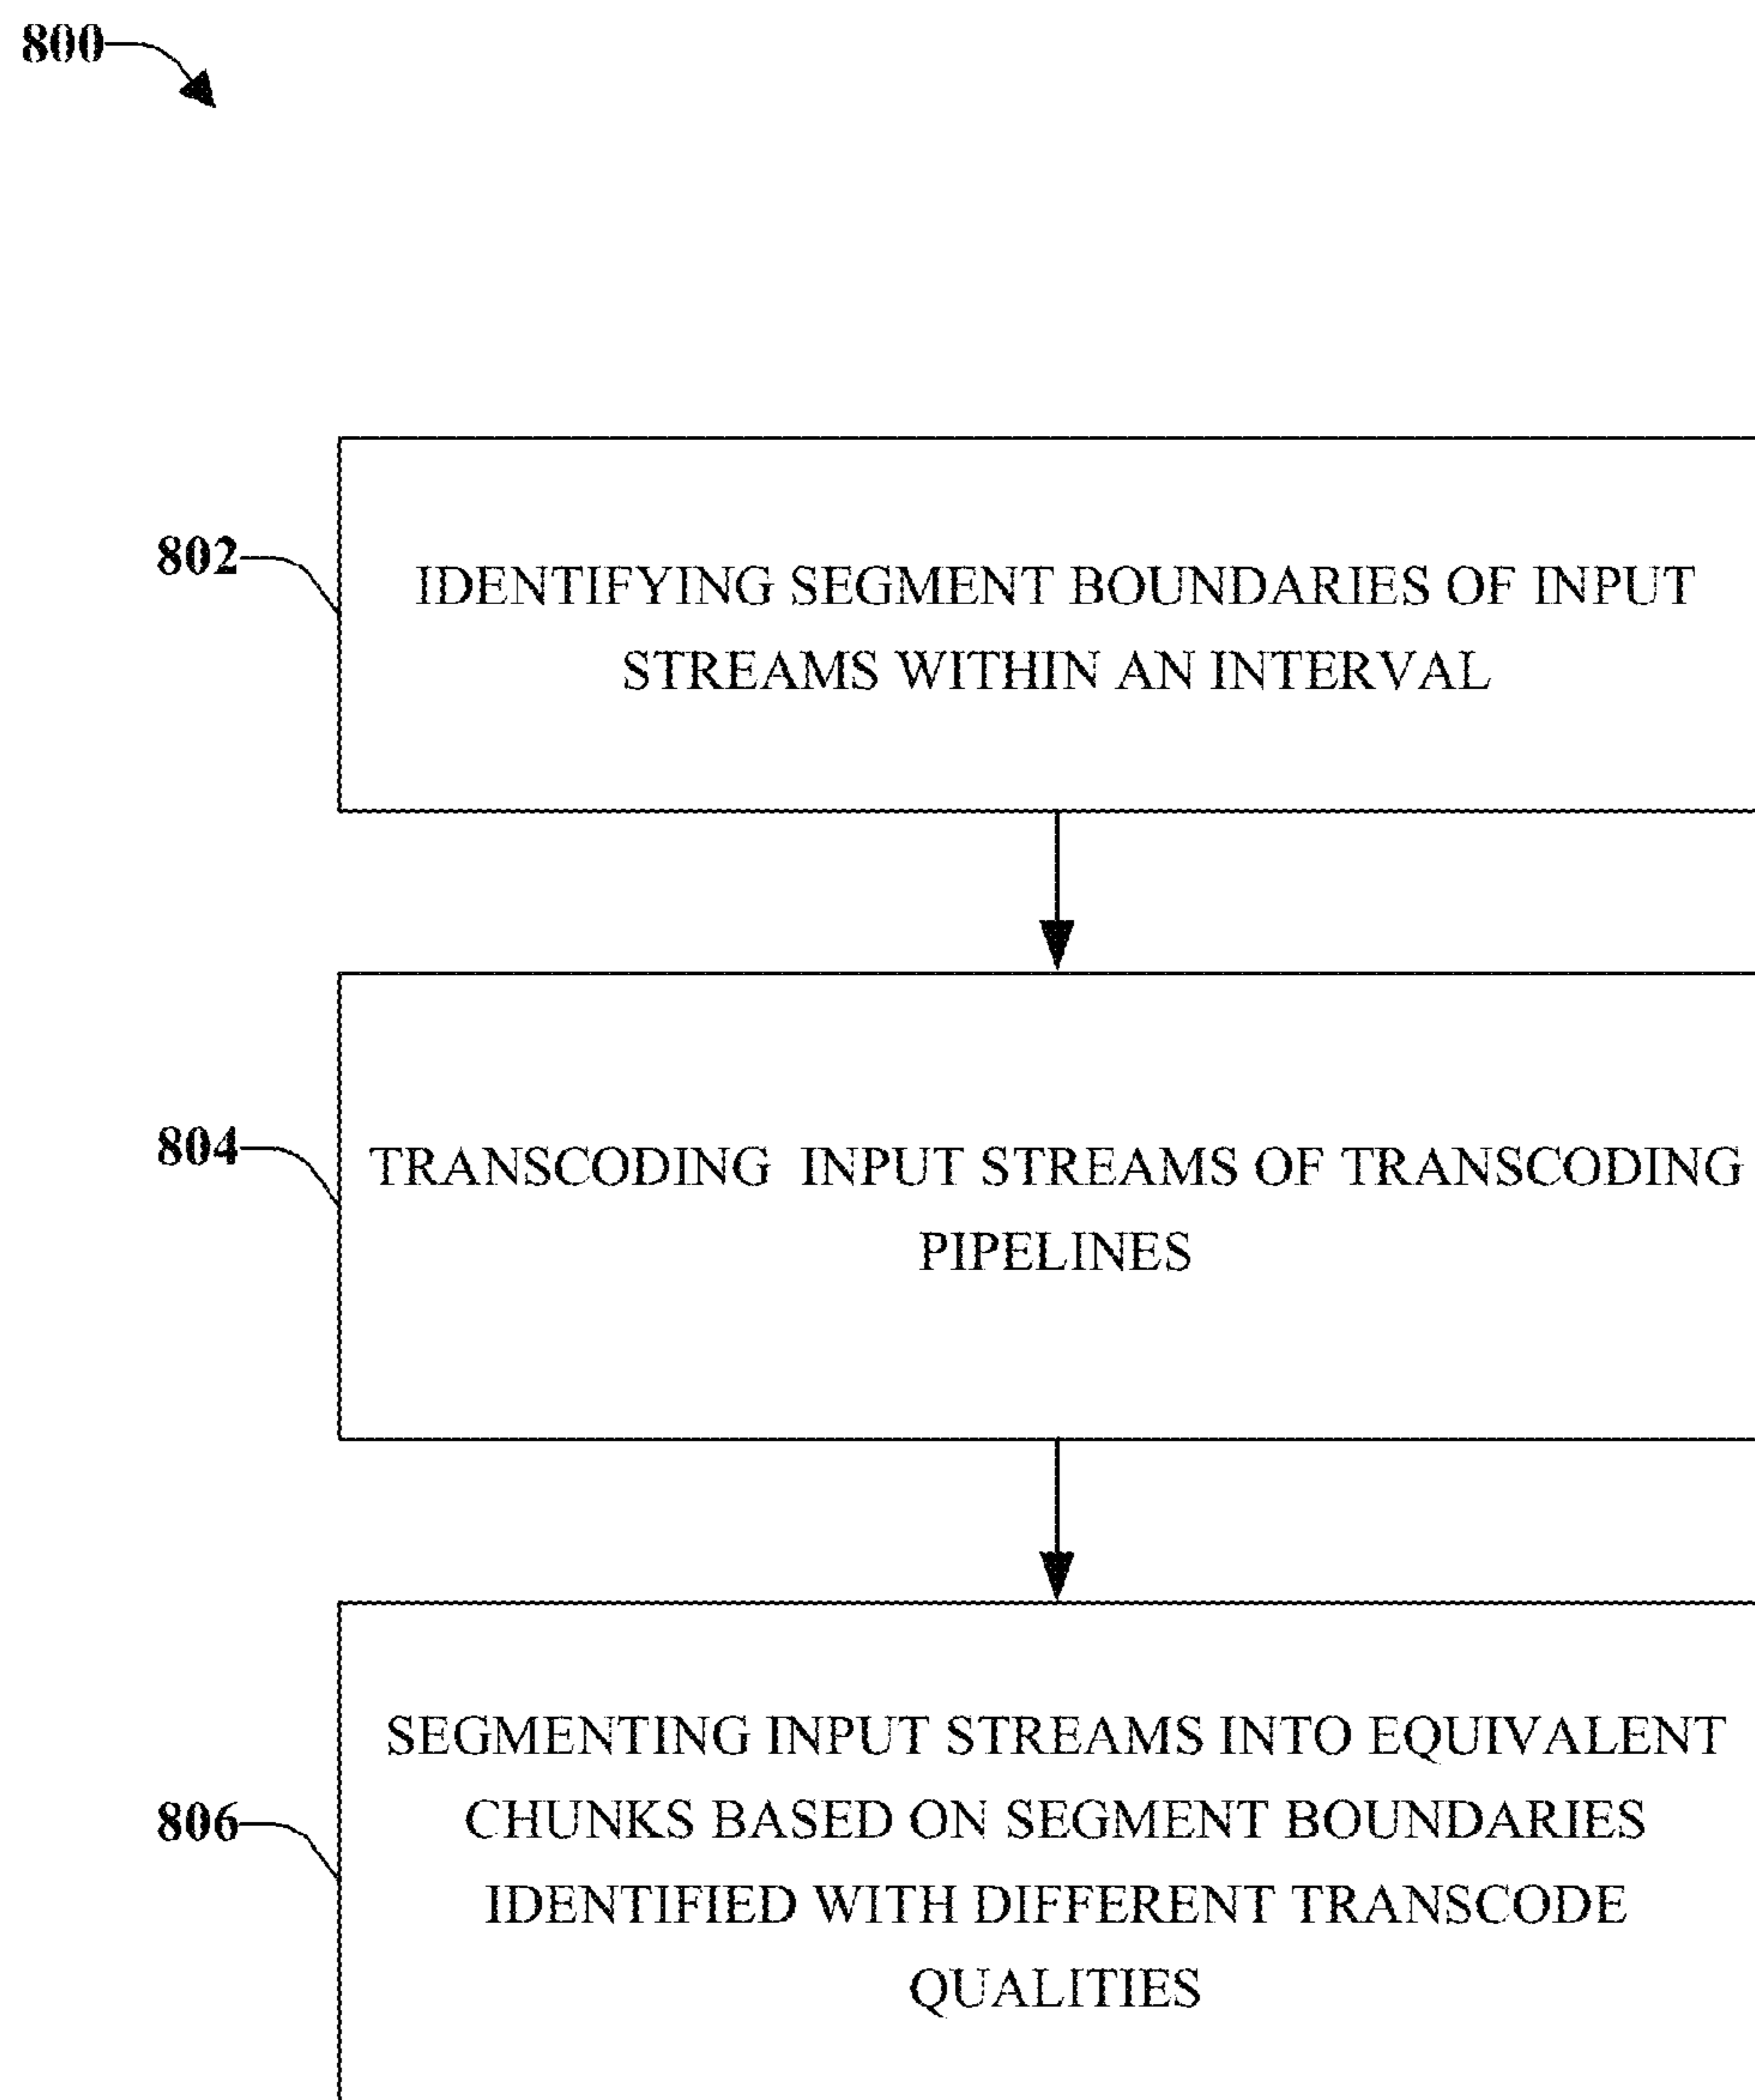 800
802
IDENTIFYING SEGMENT BOUNDARIES OF INPUT
STREAMS WITHIN AN INTERVAL
804
TRANSCODING INPUT STREAMS OF TRANSCODING
PIPELINES
SEGMENTING INPUT STREAMS INTO EQUIVALENT
806
CHUNKS BASED ON SEGMENT BOUNDARIES
IDENTIFIED WITH DIFFERENT TRANSCODE
QUALITIES